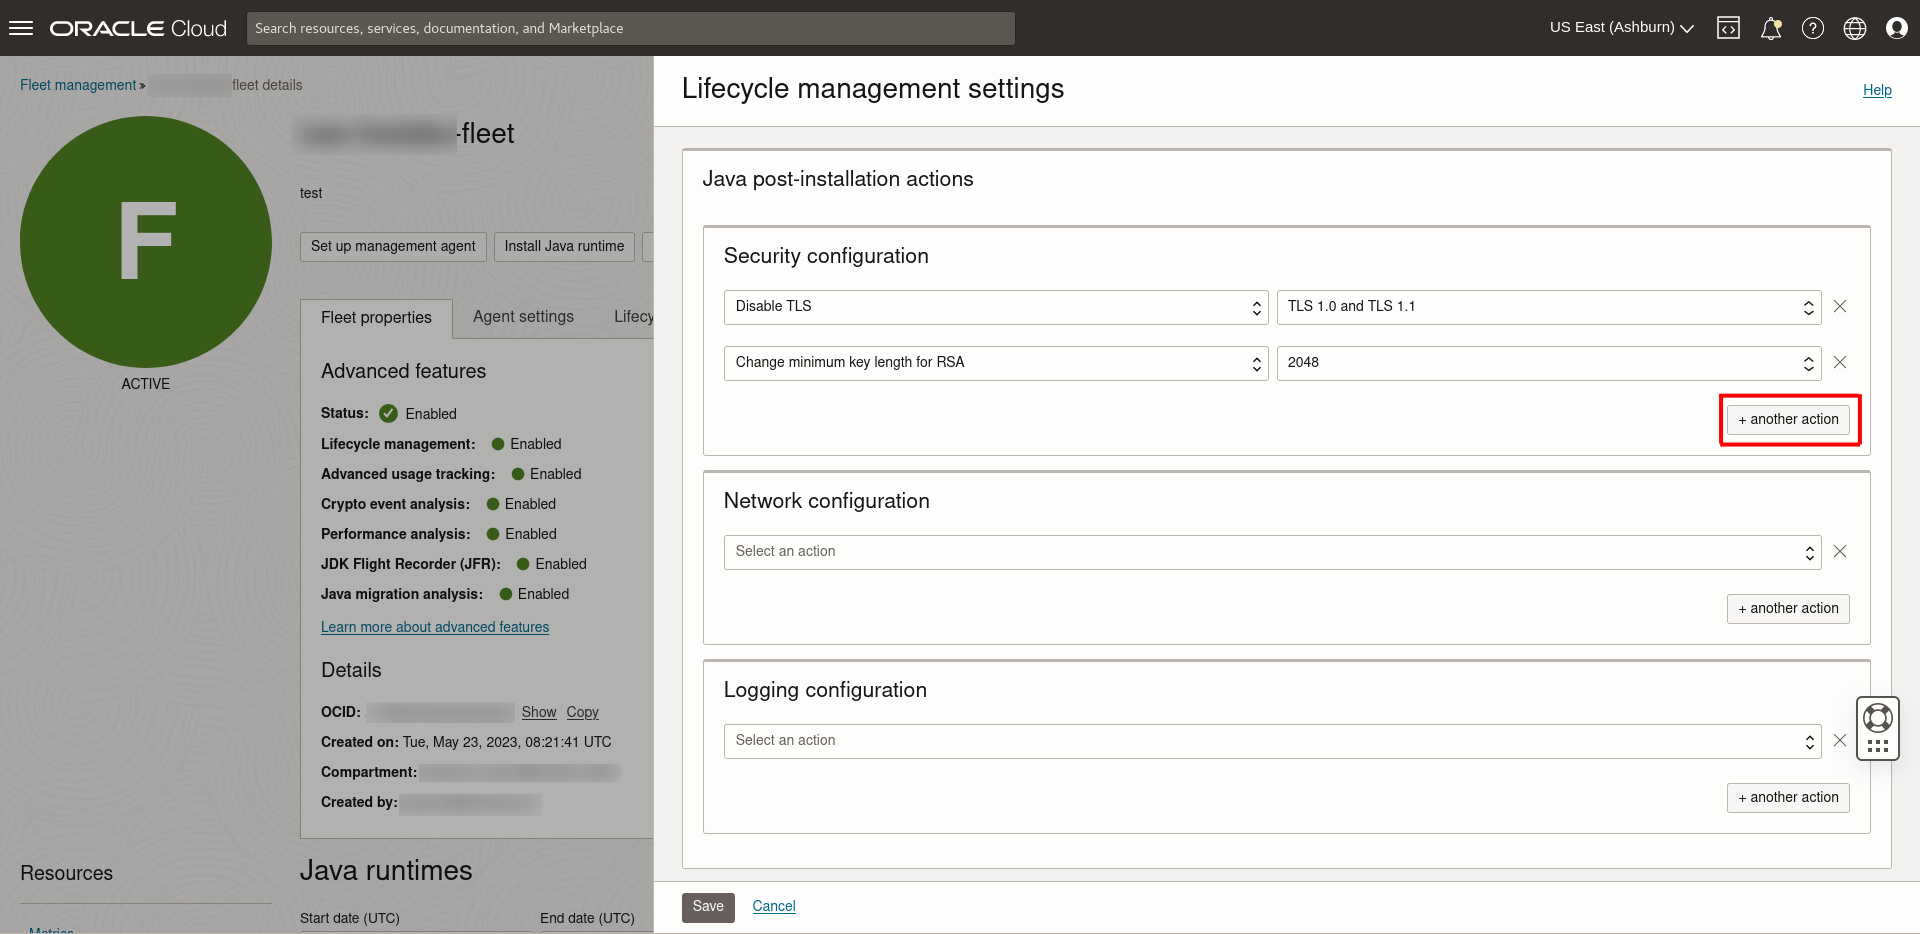 ORACLE Cloud
Search resources, services, documentation, and Marketplace
US East (Ashburn)
Fleet management » fleet details
F
ACTIVE
-fleet
test
Set up management agent
Install Java runtime
Fleet properties
Agent settings
Lifecy
Advanced features
Status: Enabled
Lifecycle management: Enabled
Advanced usage tracking: Enabled
Crypto event analysis: Enabled
Performance analysis: Enabled
JDK Flight Recorder (JFR): Enabled
Java migration analysis: Enabled
Learn more about advanced features
Details
OCID: Show Copy
Created on: Tue, May 23, 2023, 08:21:41 UTC
Compartment:
Created by:
Resources
Metrics
Java runtimes
Start date (UTC)
End date (UTC)
Lifecycle management settings
Help
Java post-installation actions
Security configuration
Disable TLS
TLS 1.0 and TLS 1.1
Change minimum key length for RSA
2048
+ another action
Network configuration
Select an action
+ another action
Logging configuration
Select an action
+ another action
Save
Cancel